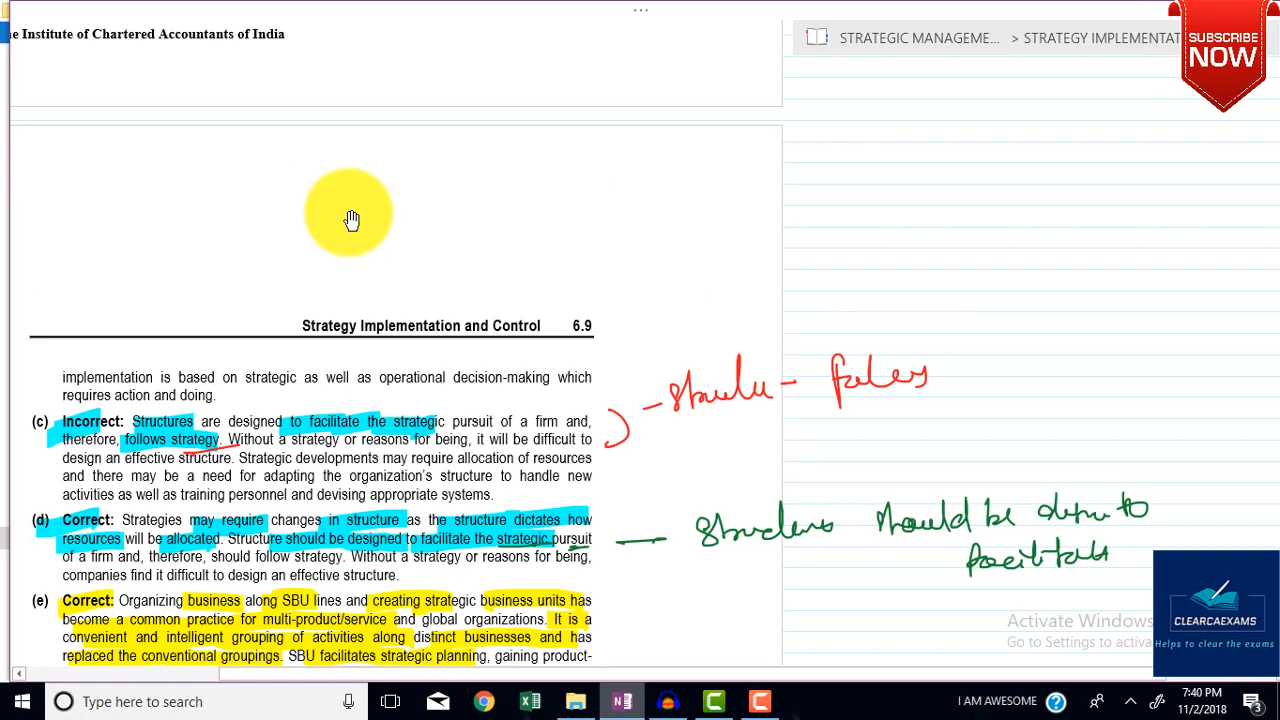 ne Institute of Chartered Accountants of India
STRATEGIC MANAGEME... > STRATEGY IMPLEMENTAT
SUBSCRIBE
NOW
Strategy Implementation and Control 6.9
implementation is based on strategic as well as operational decision-making which
requires action and doing.
(c) Incorrect: Structures are designed to facilitate the strategic pursuit of a firm and,
therefore, follows strategy. Without a strategy or reasons for being, it will be difficult to
design an effective structure. Strategic developments may require allocation of resources
and there may be a need for adapting the organization's structure to handle new
activities as well as training personnel and devising appropriate systems.
(d) Correct: Strategies may require changes in structure as the structure dictates how
resources will be allocated. Structure should be designed to facilitate the strategic pursuit
of a firm and, therefore, should follow strategy. Without a strategy or reasons for being,
companies find it difficult to design an effective structure.
should be
(e) Correct: Organizing business along SBU lines and creating strategic business units has
become a common practice for multi-product/service and global organizations. It is a
convenient and intelligent grouping of activities along distinct businesses and has
replaced the conventional groupings. SBU facilitates strategic planning, gaining product-
CLEARCAEXAMS
Helps to clear the exams
Activate Windows
Go to Settings to activa
Type here to search
I AM AWESOME
7:40 PM
11/2/2018
3